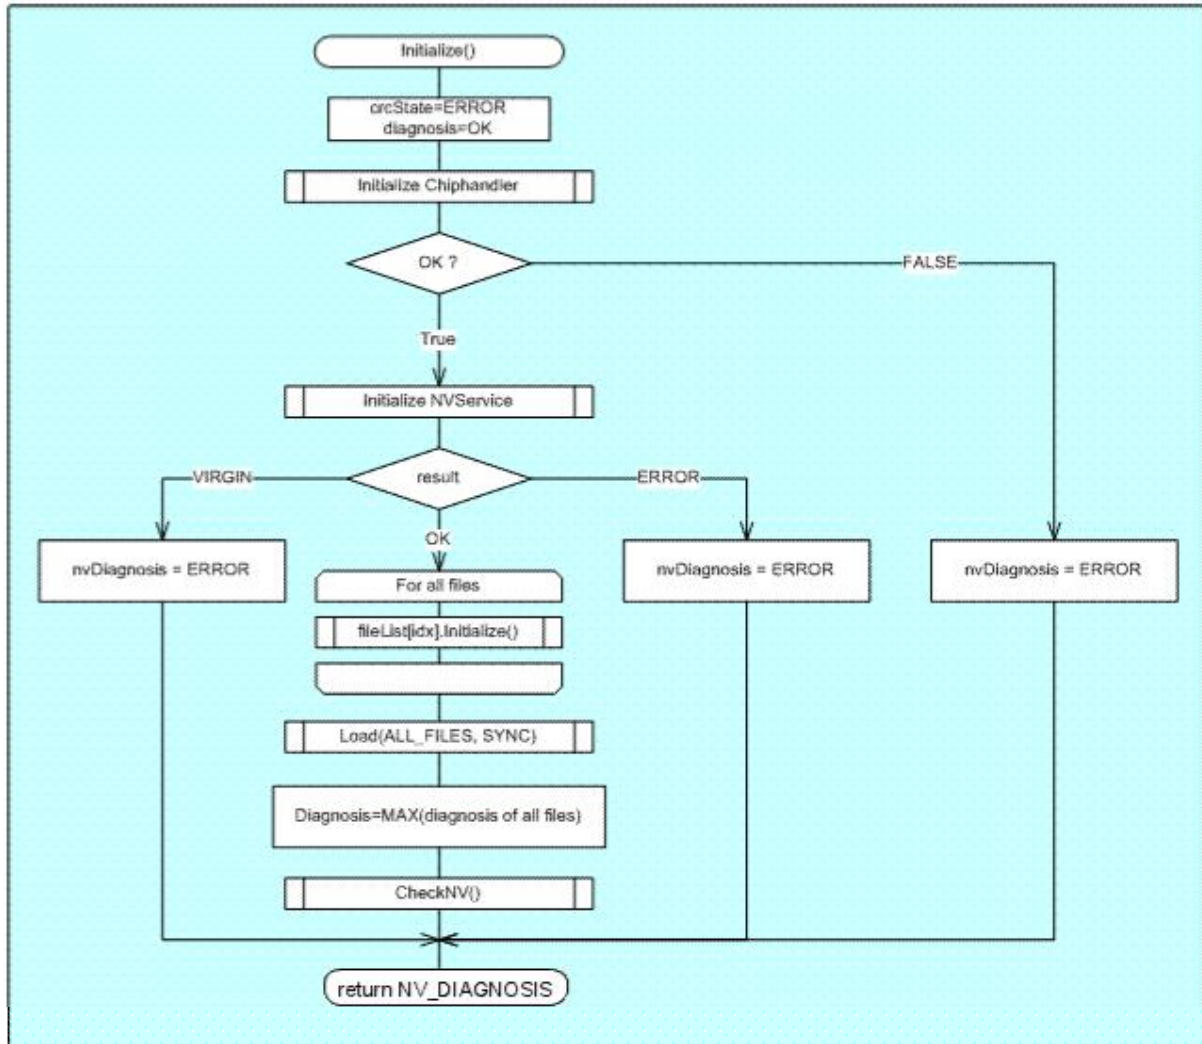 Initialize()
crcState=ERROR
diagnosis=OK
Initialize Chiphandler
OK ?
FALSE
True
Initialize NVService
VIRGIN
result
ERROR
OK
nvDiagnosis = ERROR
For all files
nvDiagnosis = ERROR
nvDiagnosis = ERROR
fileList[idx].Initialize()
Load(ALL_FILES, SYNC)
Diagnosis=MAX(diagnosis of all files)
CheckNV()
return NV_DIAGNOSIS